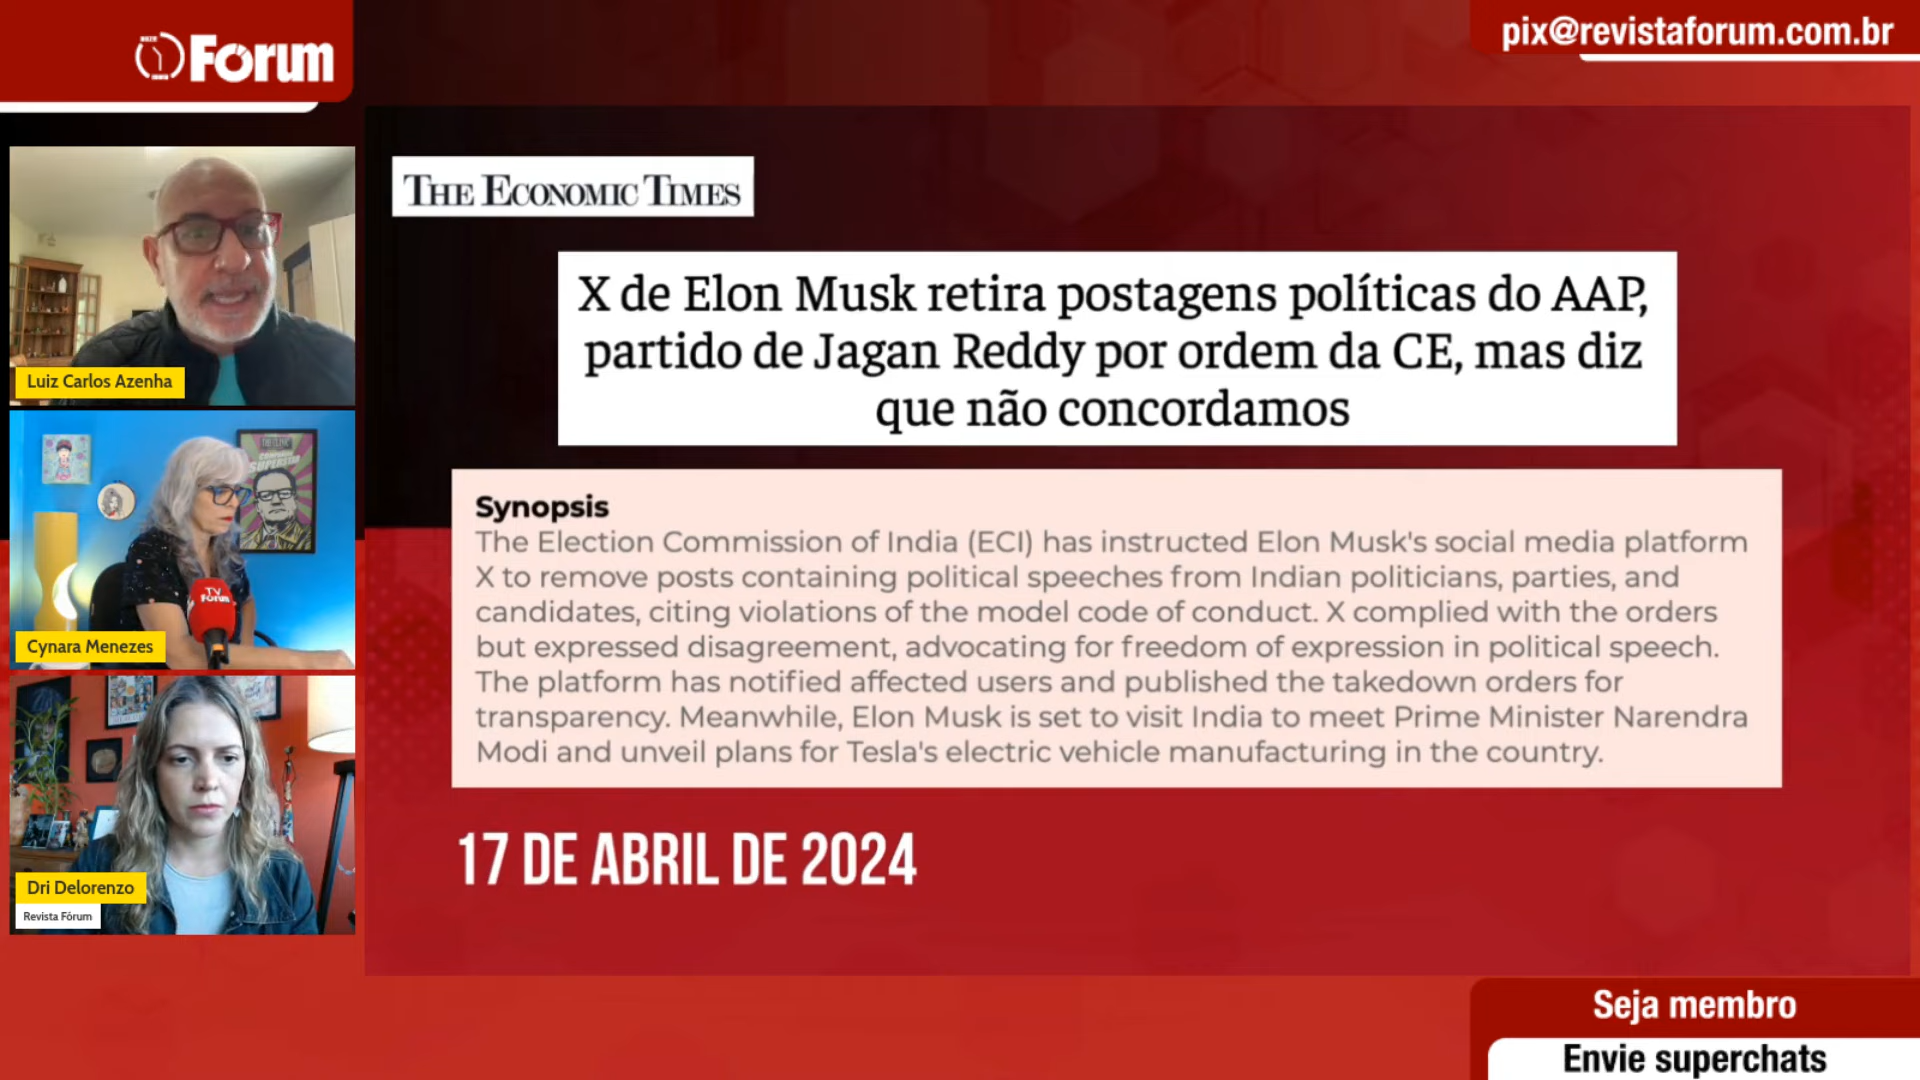 Forum
pix@revistaforum.com.br
THE ECONOMIC TIMES
X de Elon Musk retira postagens políticas do AAP,
partido de Jagan Reddy por ordem da CE, mas diz
que não concordamos
Synopsis
The Election Commission of India (ECI) has instructed Elon Musk's social media platform
X to remove posts containing political speeches from Indian politicians, parties, and
candidates, citing violations of the model code of conduct. X complied with the orders
but expressed disagreement, advocating for freedom of expression in political speech.
The platform has notified affected users and published the takedown orders for
transparency. Meanwhile, Elon Musk is set to visit India to meet Prime Minister Narendra
Modi and unveil plans for Tesla's electric vehicle manufacturing in the country.
17 DE ABRIL DE 2024
Luiz Carlos Azenha
SUPERSTAR
TV
Forum
Cynara Menezes
Dri Delorenzo
Revista Fórum
Seja membro
Envie superchats